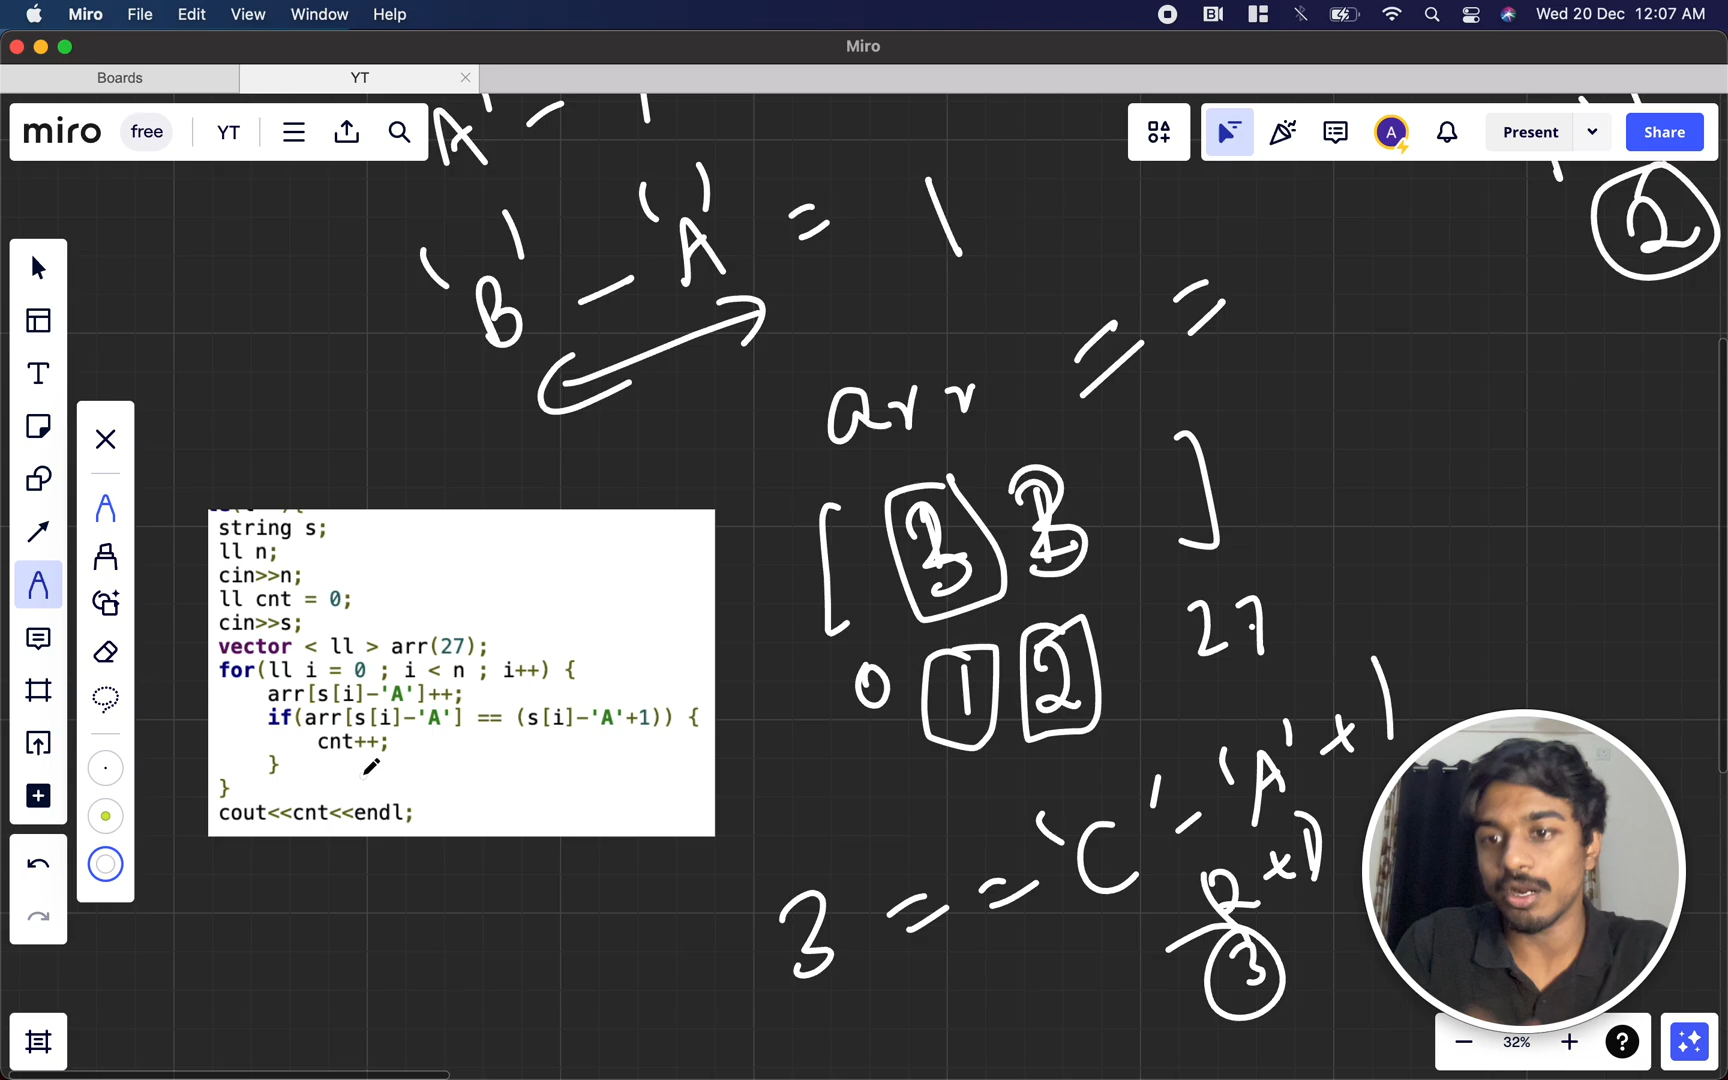 Miro File Edit View Window Help Wed 20 Dec 12:07 AM
Miro
Boards YT
miro free YT Present Share
A' - '
'B' - 'A' = 1
2
= =
arr
[ 3 ]
0 1 2 27
string s;
ll n;
cin>>n;
ll cnt = 0;
cin>>s;
vector < ll > arr(27);
for(ll i = 0 ; i < n ; i++) {
arr[s[i]-'A']++;
if(arr[s[i]-'A'] == (s[i]-'A'+1)) {
cnt++;
}
}
cout<<cnt<<endl;
3 == 'C' - 'A' + 1
2 + 1
3
32%